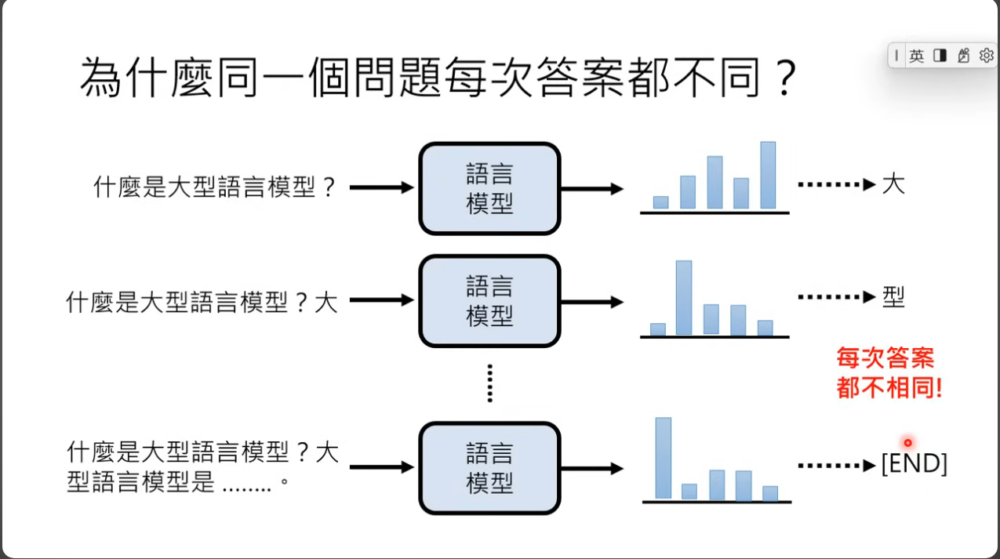 為什麼同一個問題每次答案都不同？
英
什麼是大型語言模型？
語言
模型
大
什麼是大型語言模型？大
語言
模型
型
每次答案
都不相同!
什麼是大型語言模型？大
型語言模型是 ........。
語言
模型
[END]